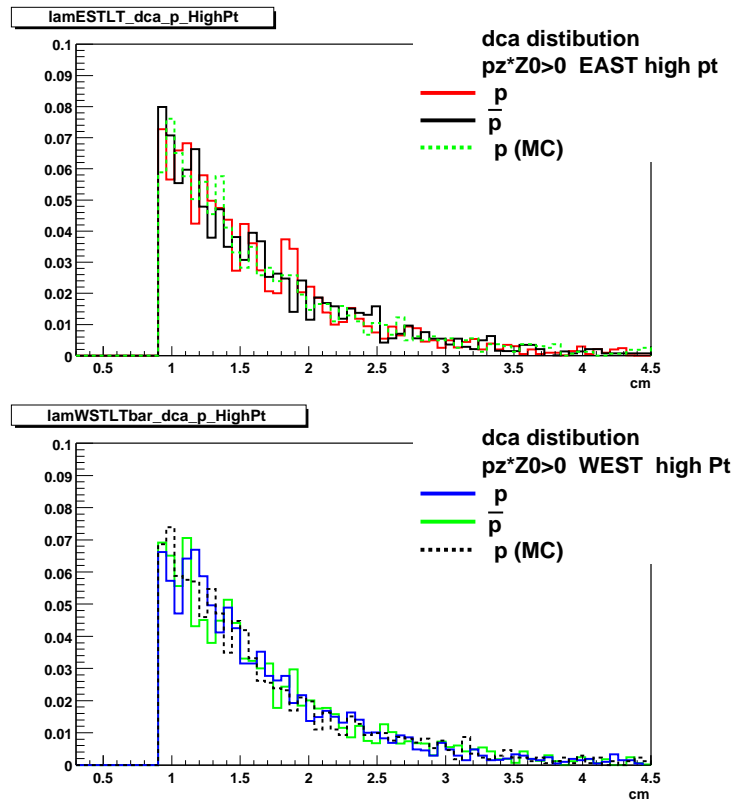 lamESTLT_dca_p_HighPt
dca distibution
pz*Z0>0 EAST high pt
p
p̅
p (MC)
0.1
0.09
0.08
0.07
0.06
0.05
0.04
0.03
0.02
0.01
0
0.5 1 1.5 2 2.5 3 3.5 4 4.5
cm
lamWSTLTbar_dca_p_HighPt
dca distibution
pz*Z0>0 WEST high Pt
p
p̅
p (MC)
0.1
0.09
0.08
0.07
0.06
0.05
0.04
0.03
0.02
0.01
0
0.5 1 1.5 2 2.5 3 3.5 4 4.5
cm